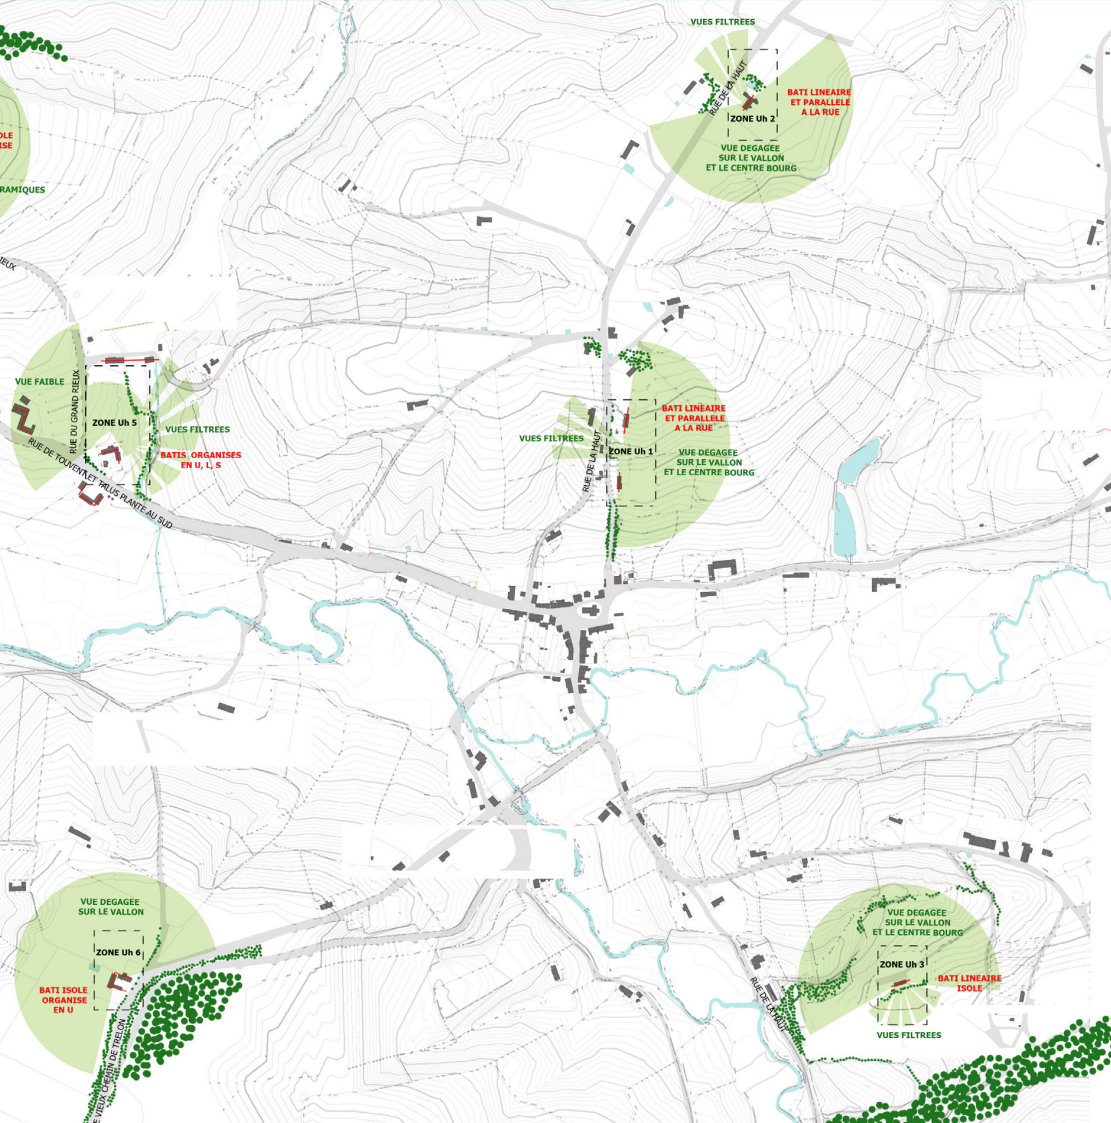 VUES FILTREES
RUE DE LA HAUT
BATI LINEAIRE
ET PARALLELE
A LA RUE
ZONE Uh 2
VUE DEGAGEE
SUR LE VALLON
ET LE CENTRE BOURG
OLE
ISE
RAMIQUES
IEUX
VUE FAIBLE
RUE DU GRAND RIEUX
ZONE Uh 5
VUES FILTREES
BATIS ORGANISES
EN U, L, S
RUE DE TOUVENT ET TALUS PLANTE AU SUD
BATI LINEAIRE
ET PARALLELE
A LA RUE
VUES FILTREES
RUE DE LA HAUT
ZONE Uh 1
VUE DEGAGEE
SUR LE VALLON
ET LE CENTRE BOURG
VUE DEGAGEE
SUR LE VALLON
ZONE Uh 6
BATI ISOLE
ORGANISE
EN U
E VIEUX CHEMIN DE TRELON
VUE DEGAGEE
SUR LE VALLON
ET LE CENTRE BOURG
ZONE Uh 3
BATI LINEAIRE
ISOLE
RUE DE LA HAUT
VUES FILTREES